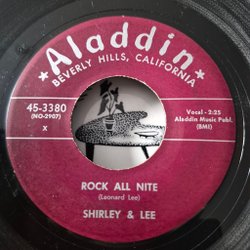 Aladdin
BEVERLY HILLS, CALIFORNIA
45-3380
(NO-2907)
X
Vocal - 2:25
Aladdin Music Publ.
(BMI)
ROCK ALL NITE
(Leonard Lee)
SHIRLEY & LEE